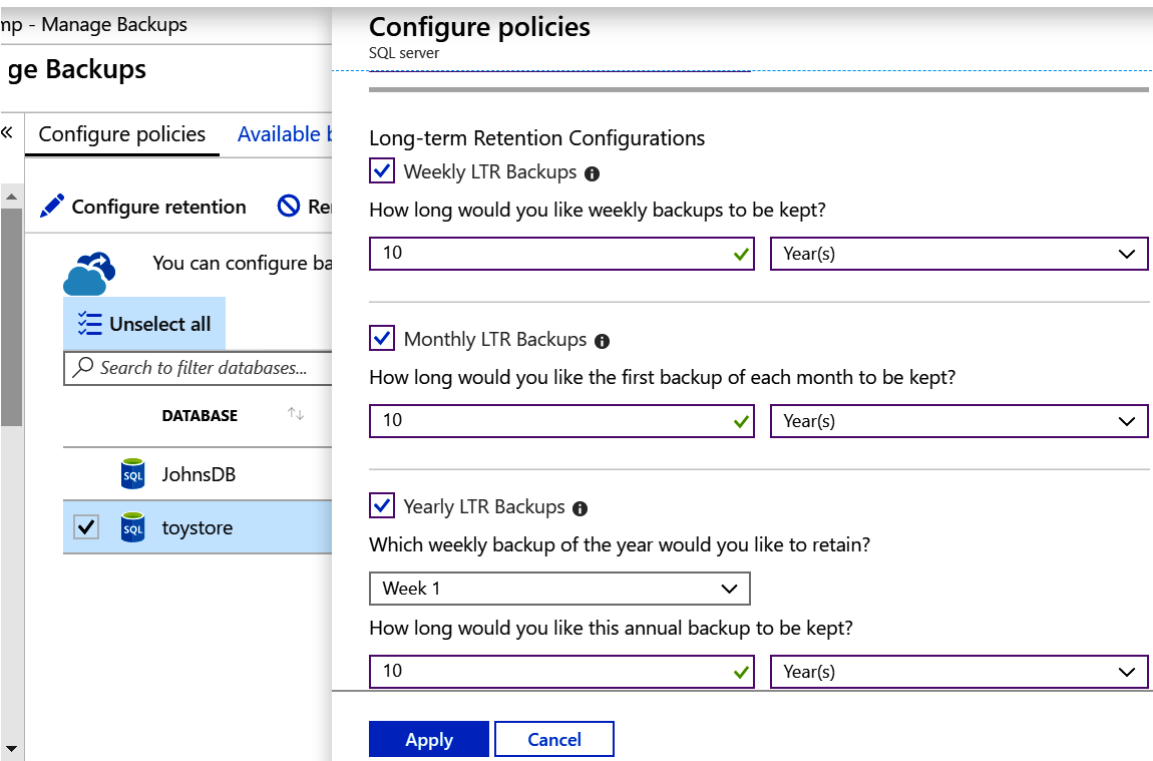 - Manage Backups
Backups
Configure policies Available
Configure retention
You can configure
Unselect all
Search to filter databases...
DATABASE
SQL JohnsDB
SQL toystore
Configure policies
SQL server
Long-term Retention Configurations
Weekly LTR Backups
How long would you like weekly backups to be kept?
10 Year(s)
Monthly LTR Backups
How long would you like the first backup of each month to be kept?
10 Year(s)
Yearly LTR Backups
Which weekly backup of the year would you like to retain?
Week 1
How long would you like this annual backup to be kept?
10 Year(s)
Apply Cancel